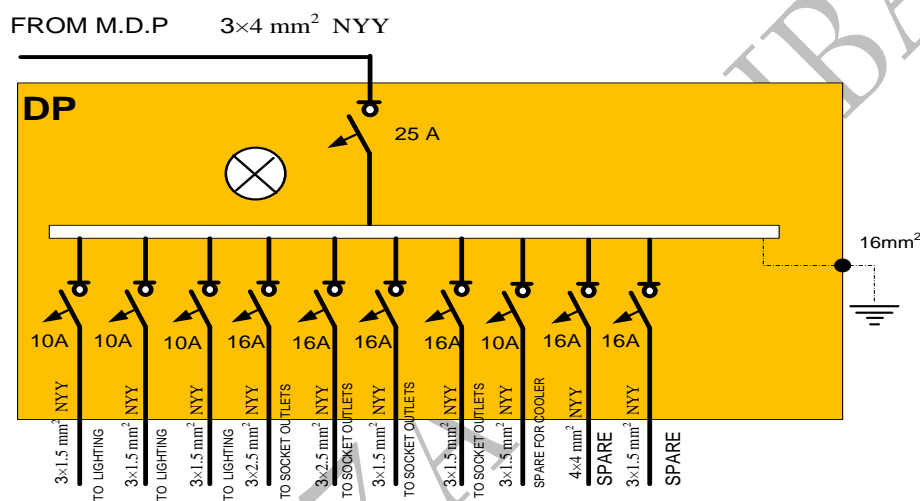 FROM M.D.P 3×4 mm² NYY
DP
25 A
16mm²
10A
10A
10A
16A
16A
16A
16A
10A
16A
16A
3×1.5 mm² NYY
TO LIGHTING
3×1.5 mm² NYY
TO LIGHTING
3×1.5 mm² NYY
TO LIGHTING
3×2.5 mm² NYY
TO SOCKET OUTLETS
3×2.5 mm² NYY
TO SOCKET OUTLETS
3×1.5 mm² NYY
TO SOCKET OUTLETS
3×1.5 mm² NYY
TO SOCKET OUTLETS
3×1.5 mm² NYY
SPARE FOR COOLER
4×4 mm² NYY
SPARE
3×1.5 mm² NYY
SPARE